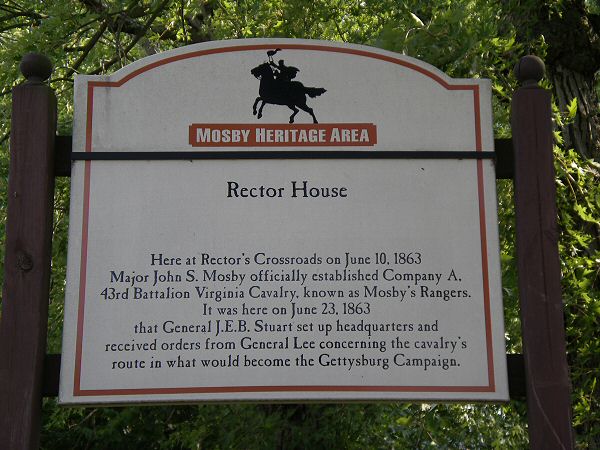 MOSBY HERITAGE AREA
Rector House
Here at Rector's Crossroads on June 10, 1863
Major John S. Mosby officially established Company A,
43rd Battalion Virginia Cavalry, known as Mosby's Rangers.
It was here on June 23, 1863
that General J.E.B. Stuart set up headquarters and
received orders from General Lee concerning the cavalry's
route in what would become the Gettysburg Campaign.